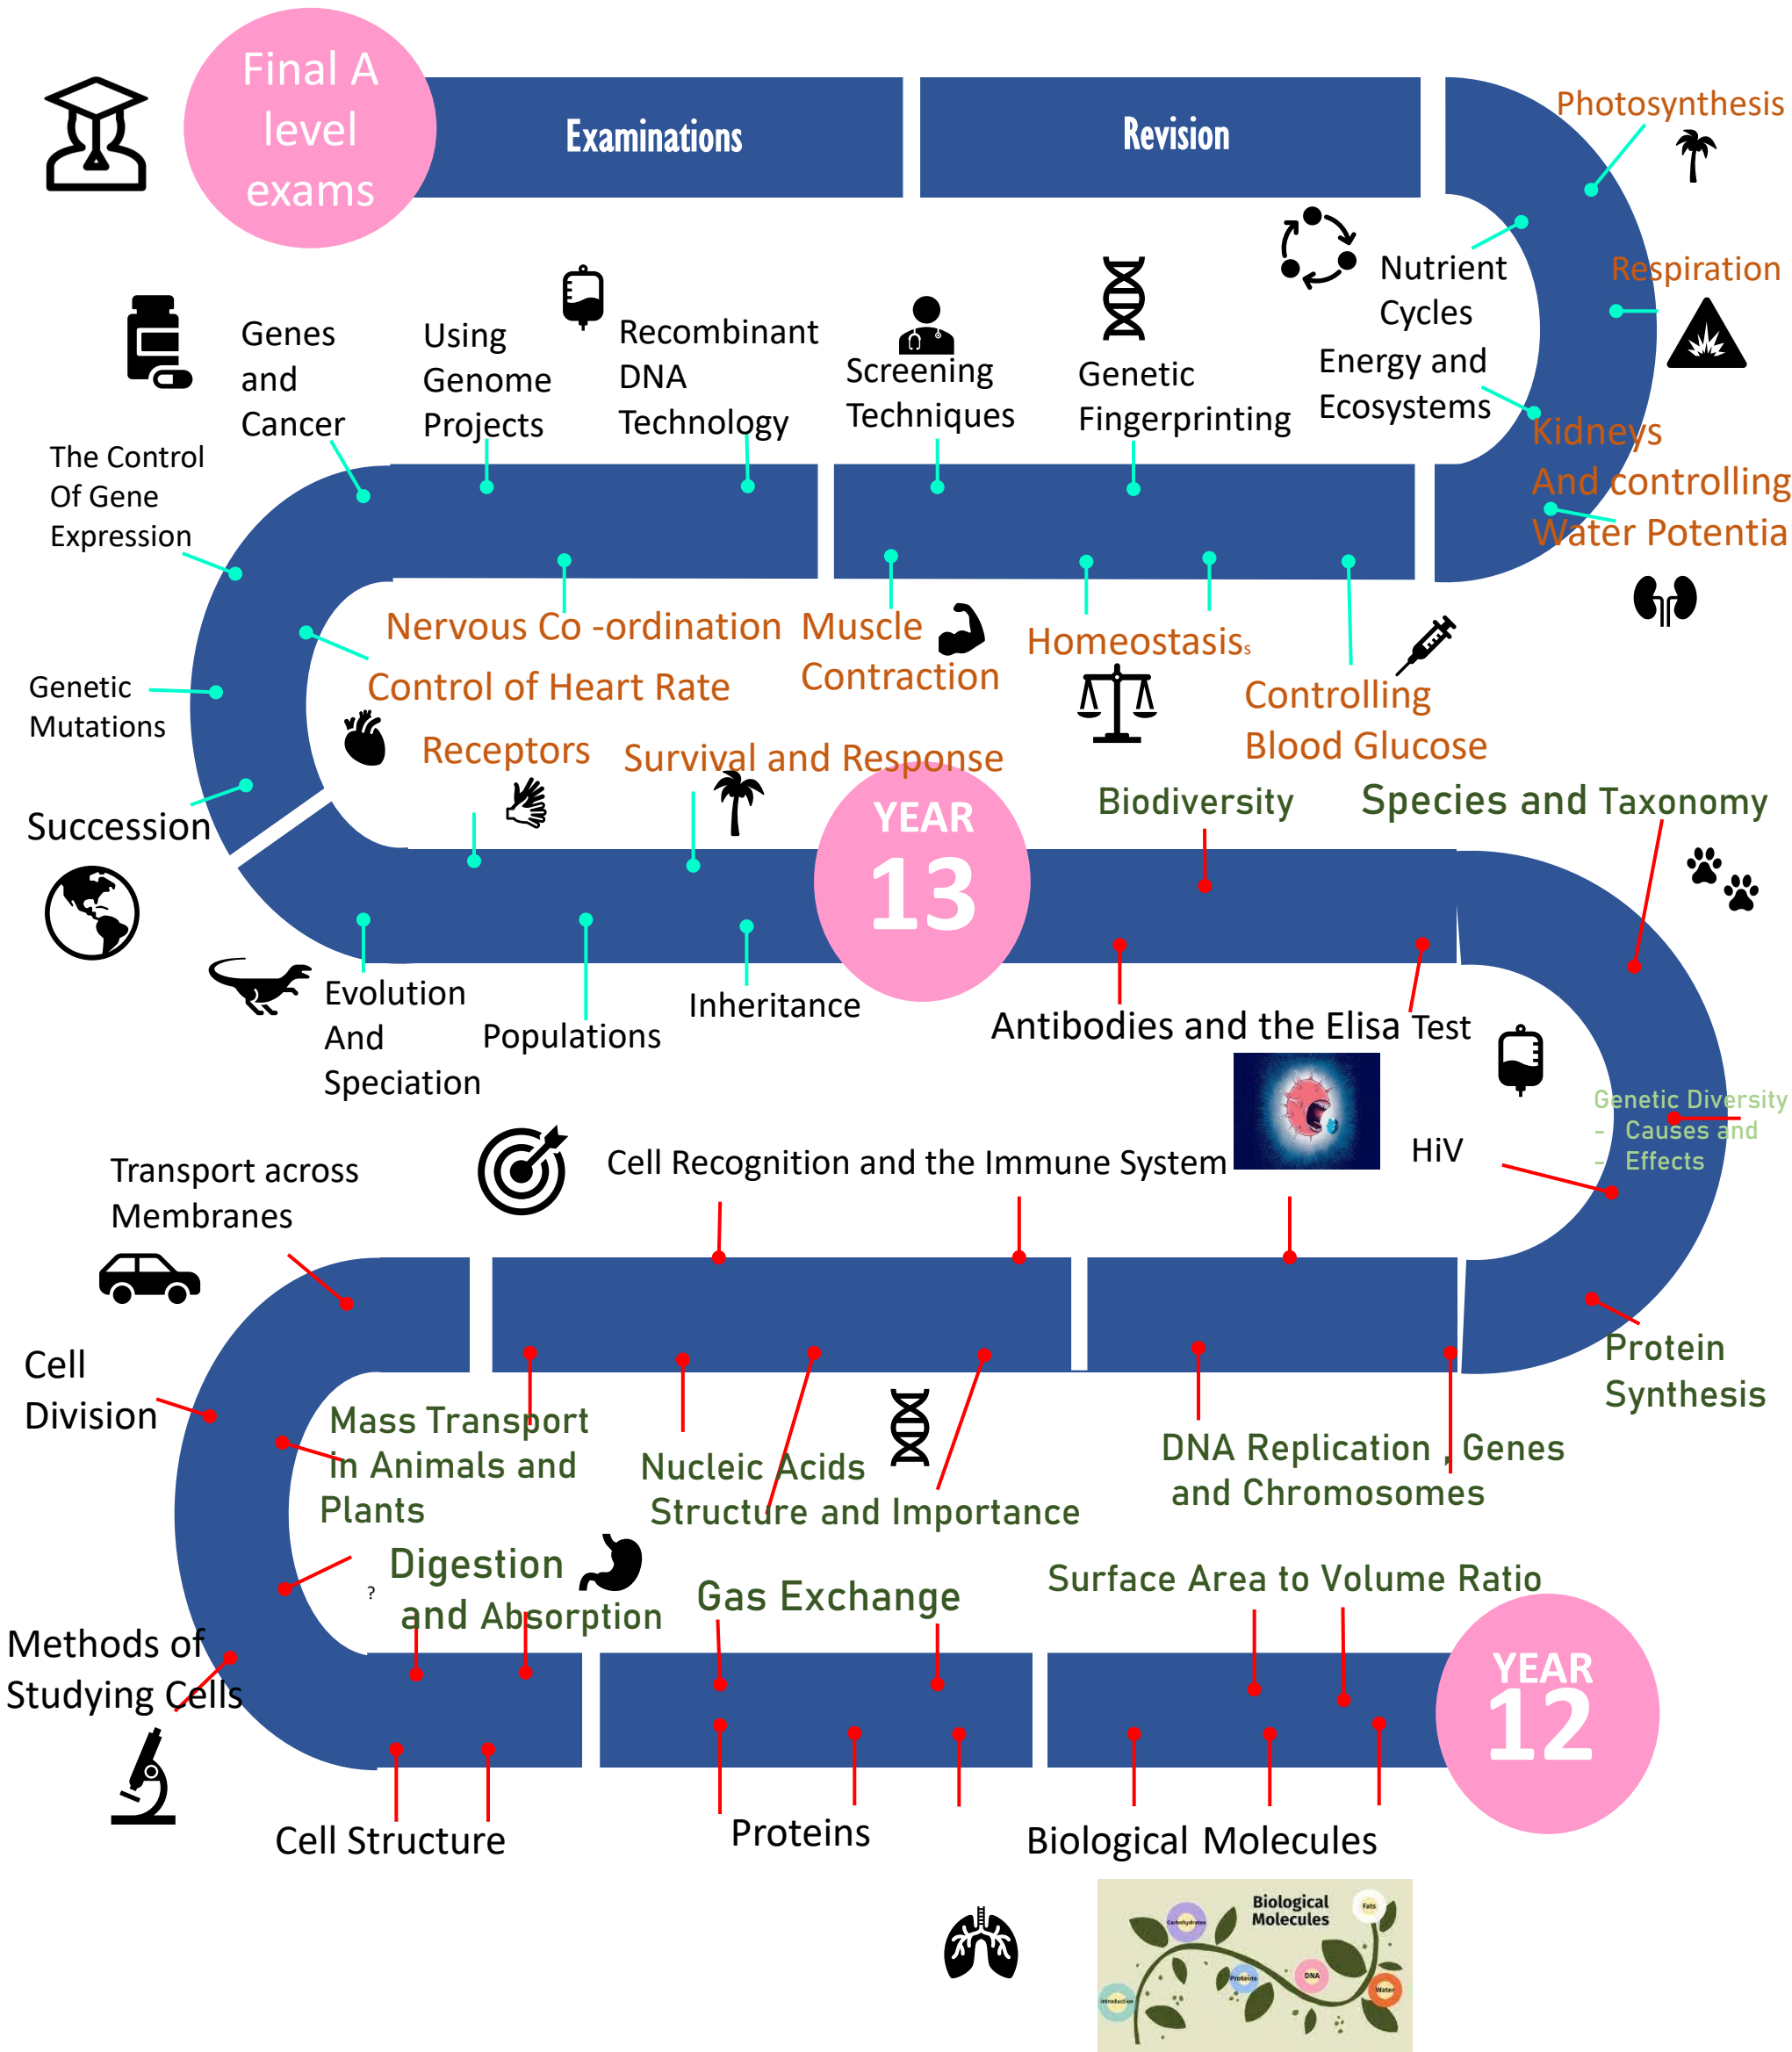 Final A
level
exams
Examinations
Revision
Photosynthesis
Respiration
Nutrient
Cycles
Energy and
Ecosystems
Kidneys
And controlling
Water Potentia
Genes
and
Cancer
Using
Genome
Projects
Recombinant
DNA
Technology
Screening
Techniques
Genetic
Fingerprinting
The Control
Of Gene
Expression
Genetic
Mutations
Succession
Nervous Co -ordination
Control of Heart Rate
Receptors
Survival and Response
Muscle
Contraction
Homeostasis
s
Controlling
Blood Glucose
YEAR
13
Biodiversity
Species and Taxonomy
Evolution
And
Speciation
Populations
Inheritance
Antibodies and the Elisa Test
Genetic Diversity
- Causes and
- Effects
HiV
Transport across
Membranes
Cell Recognition and the Immune System
Cell
Division
Protein
Synthesis
Mass Transport
in Animals and
Plants
Nucleic Acids
Structure and Importance
DNA Replication , Genes
and Chromosomes
?
Digestion
and Absorption
Gas Exchange
Surface Area to Volume Ratio
Methods of
Studying Cells
YEAR
12
Cell Structure
Proteins
Biological Molecules
Biological
Molecules
Fats
Carbohydrates
Proteins
DNA
Water
Introduction